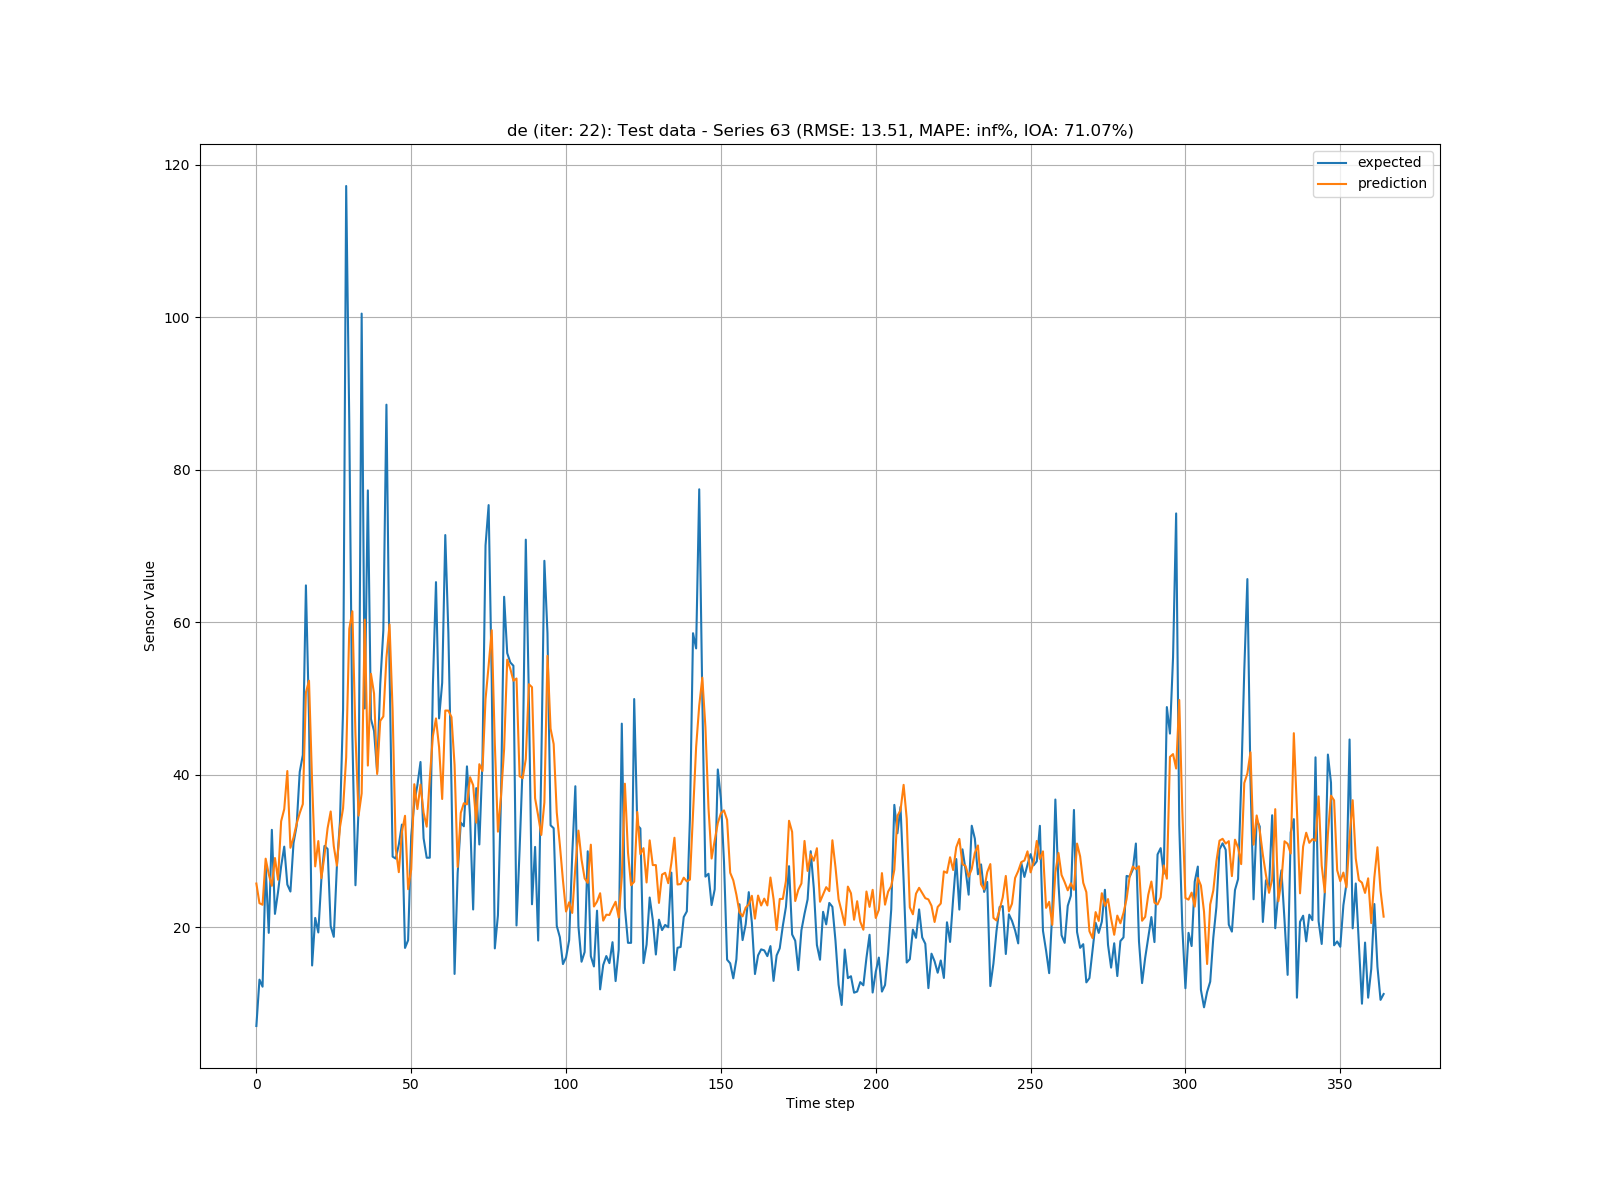 de (iter: 22): Test data - Series 63 (RMSE: 13.51, MAPE: inf%, IOA: 71.07%)
expected
prediction
120
100
80
60
40
20
Sensor Value
0 50 100 150 200 250 300 350
Time step